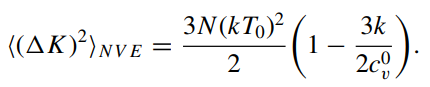 ⟨(ΔK)²⟩_{NVE} = \frac{3N(kT_0)^2}{2} \left(1 - \frac{3k}{2c_v^0}\right).